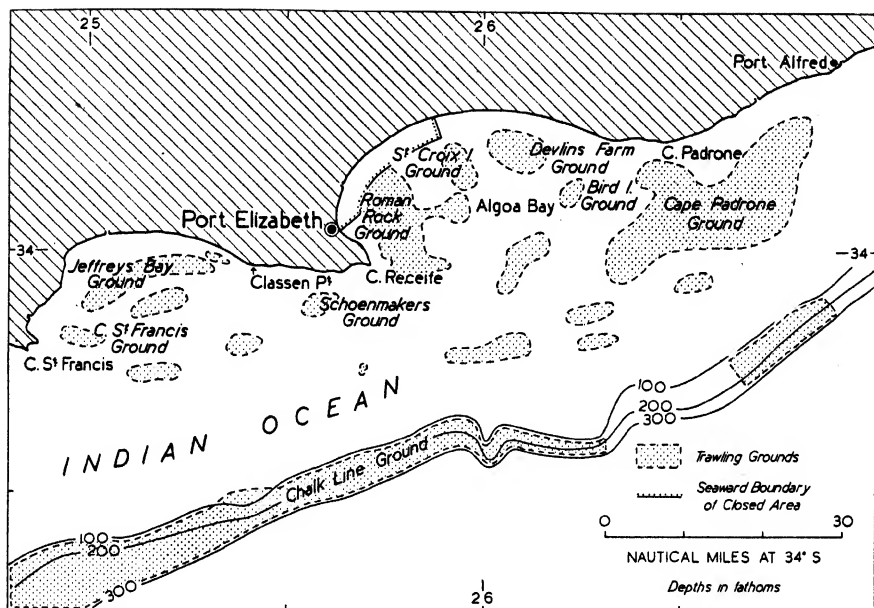 25
26
Port Alfred
St Croix I.
Ground
Devlins Farm
Ground
C. Padrone
Roman
Rock
Ground
Bird I.
Ground
Port Elizabeth
Algoa Bay
Cape Padrone
Ground
34
34
Jeffreys Bay
Ground
Classen Pt
C. Receife
Schoenmakers
Ground
C. St Francis
Ground
C. St Francis
100
200
300
INDIAN OCEAN
Chalk Line Ground
100
200
300
Trawling Grounds
Seaward Boundary
of Closed Area
0 30
NAUTICAL MILES AT 34° S
Depths in fathoms
26